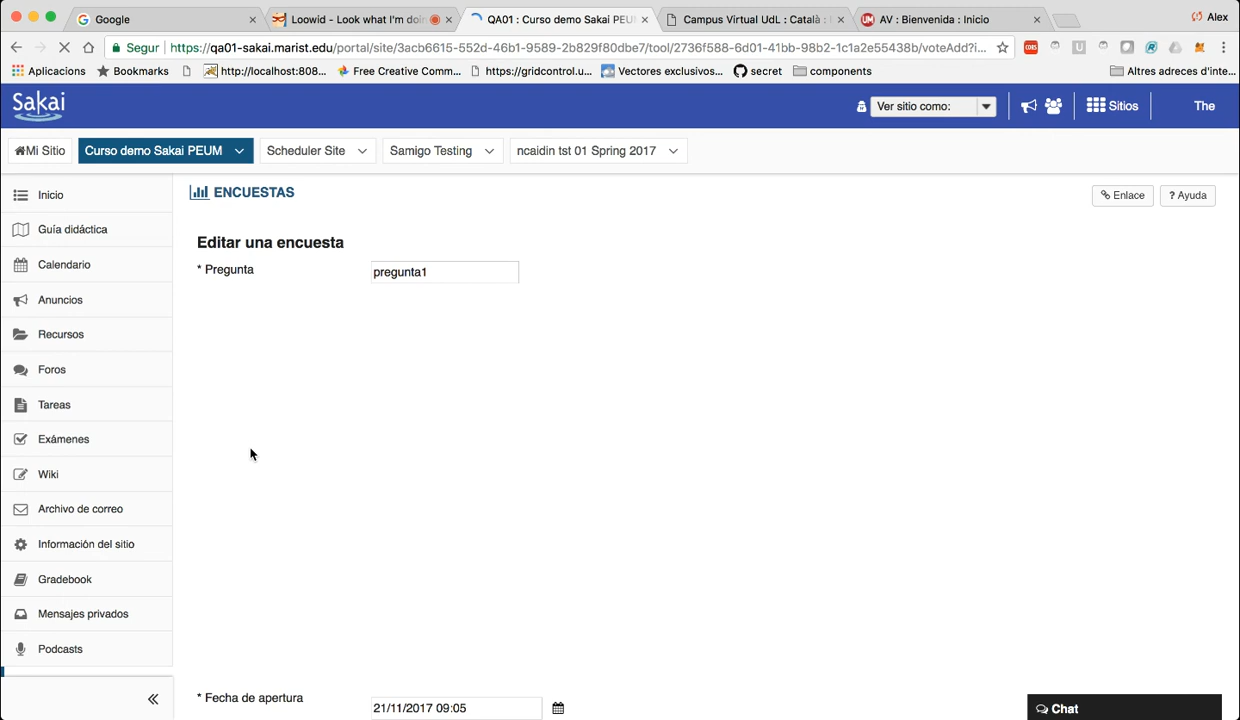 Google
Loowid - Look what I'm doin
QA01 : Curso demo Sakai PEU
Campus Virtual UdL : Català :
AV : Bienvenida : Inicio
Alex
Segur
https://qa01-sakai.marist.edu/portal/site/3acb6615-552d-46b1-9589-2b829f80dbe7/tool/2736f588-6d01-41bb-98b2-1c1a2e55438b/voteAdd?i...
Aplicacions
Bookmarks
http://localhost:808...
Free Creative Comm...
https://gridcontrol.u...
Vectores exclusivos...
secret
components
Altres adreces d'inte...
Sakai
Ver sitio como:
Sitios
The
Mi Sitio
Curso demo Sakai PEUM
Scheduler Site
Samigo Testing
ncaidin tst 01 Spring 2017
Inicio
Guía didáctica
Calendario
Anuncios
Recursos
Foros
Tareas
Exámenes
Wiki
Archivo de correo
Información del sitio
Gradebook
Mensajes privados
Podcasts
ENCUESTAS
Enlace
? Ayuda
Editar una encuesta
* Pregunta
pregunta1
* Fecha de apertura
21/11/2017 09:05
Chat